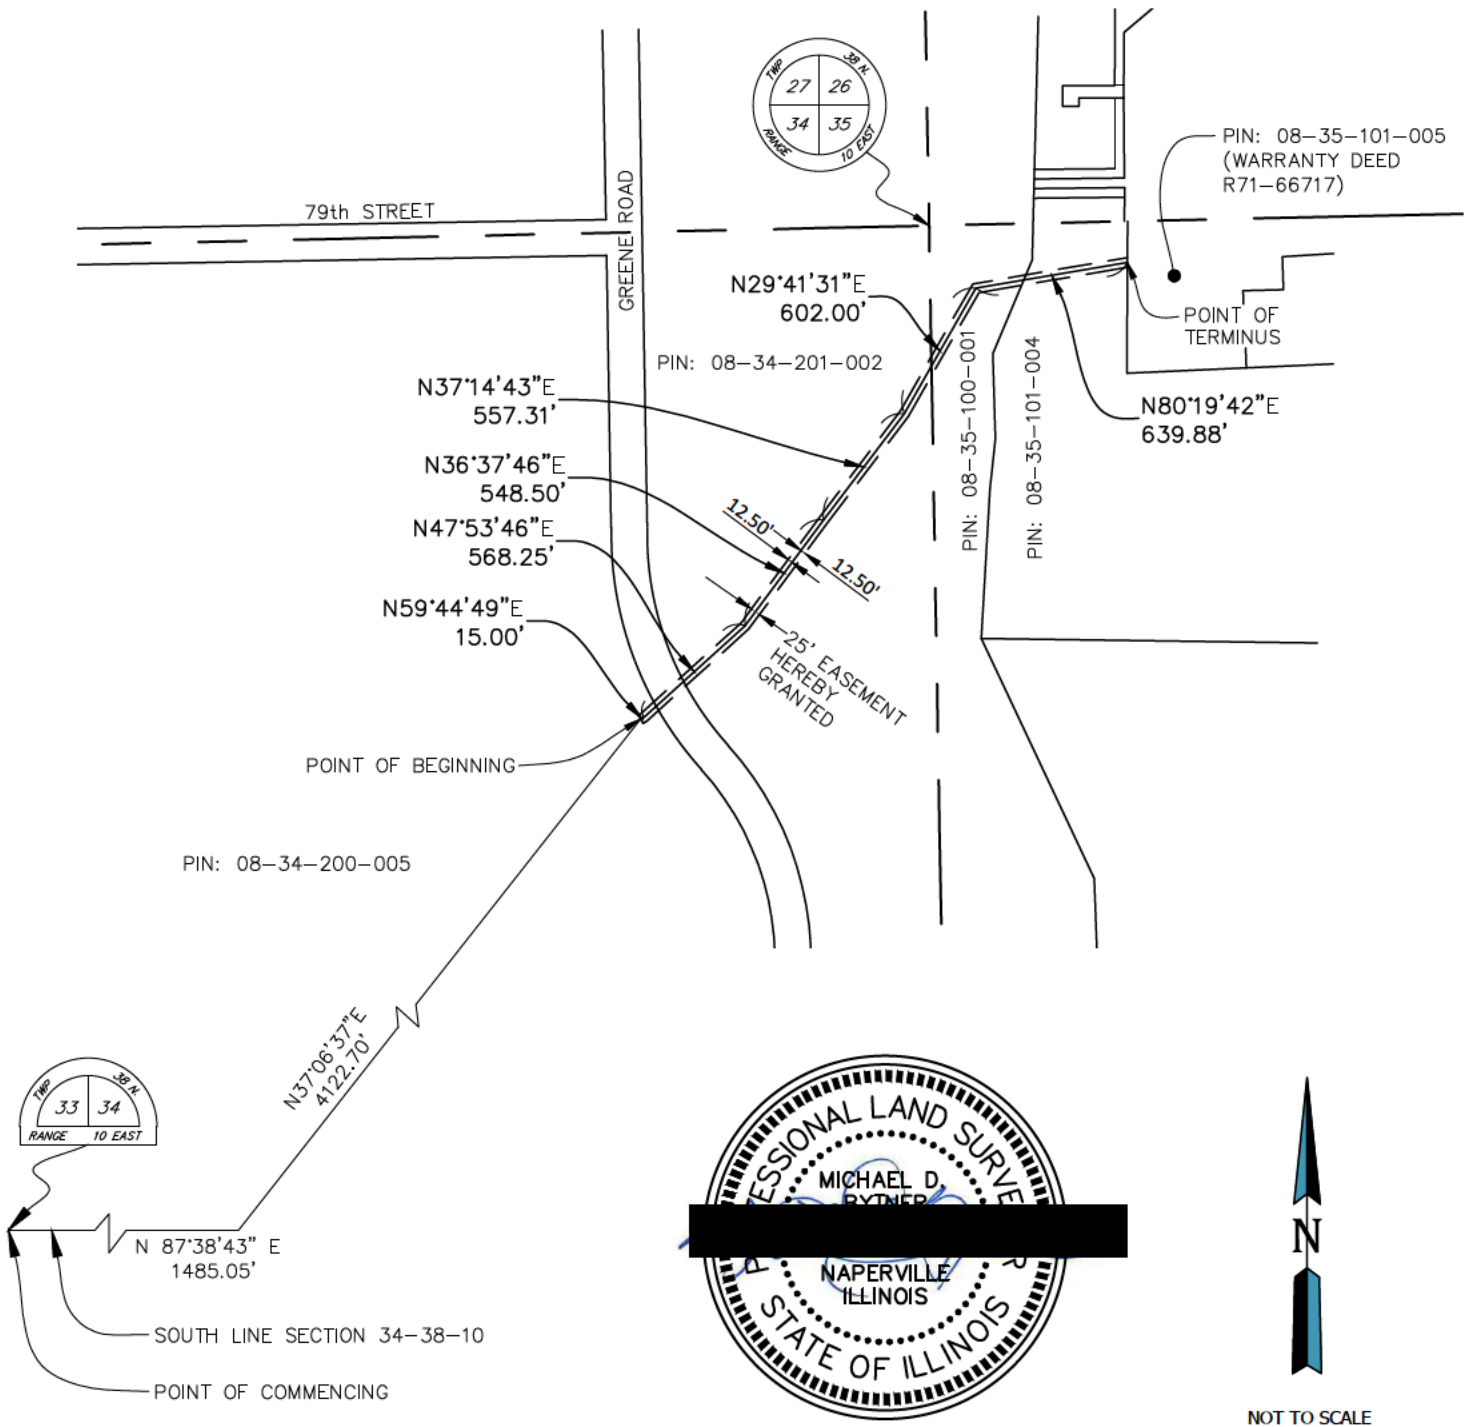 TWP 38 N.
27 26
34 35
RANGE 10 EAST
PIN: 08-35-101-005
(WARRANTY DEED
R71-66717)
79th STREET
GREENE ROAD
N29°41'31"E
602.00'
POINT OF
TERMINUS
PIN: 08-34-201-002
PIN: 08-35-100-001
PIN: 08-35-101-004
N37°14'43"E
557.31'
N80°19'42"E
639.88'
N36°37'46"E
548.50'
12.50'
12.50'
N47°53'46"E
568.25'
N59°44'49"E
15.00'
25' EASEMENT
HEREBY
GRANTED
POINT OF BEGINNING
PIN: 08-34-200-005
N37°06'37"E
4122.70'
TWP 38 N.
33 34
RANGE 10 EAST
N 87°38'43" E
1485.05'
SOUTH LINE SECTION 34-38-10
POINT OF COMMENCING
LAND
MICHAEL D.
NAPERVILLE
ILLINOIS
STATE OF ILLINOIS
N
NOT TO SCALE